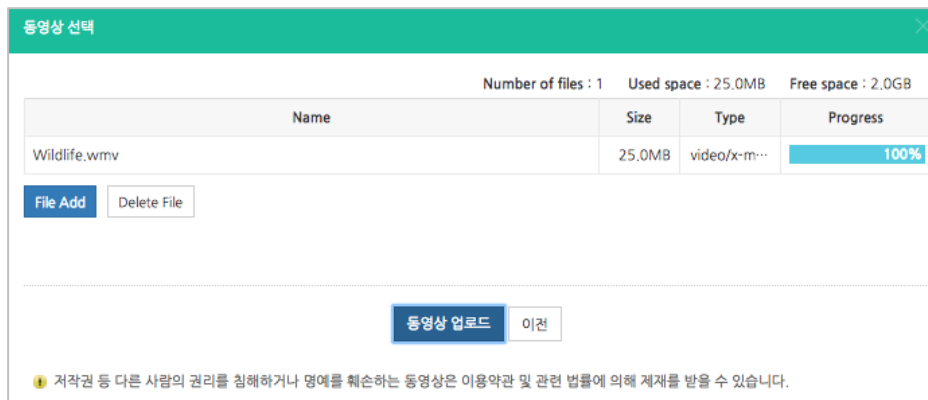 동영상 선택
Number of files : 1 Used space : 25.0MB Free space : 2.0GB
Name Size Type Progress
Wildlife.wmv 25.0MB video/x-m··· 100%
File Add Delete File
동영상 업로드 이전
저작권 등 다른 사람의 권리를 침해하거나 명예를 훼손하는 동영상은 이용약관 및 관련 법률에 의해 제재를 받을 수 있습니다.